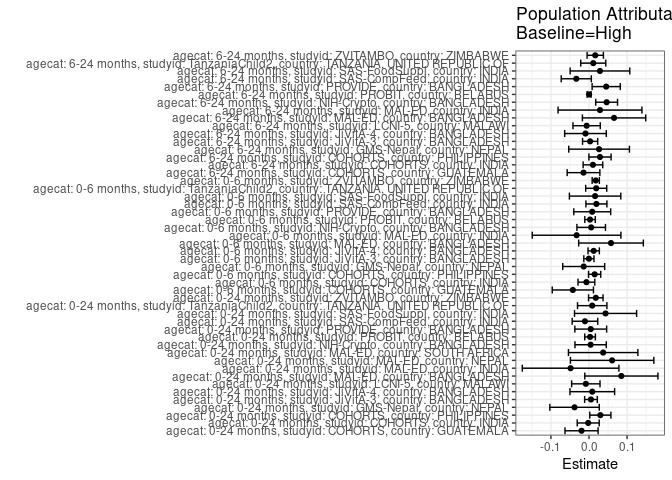 Population Attributa
Baseline=High
agecat: 6-24 months, studyid: ZVITAMBO, country: ZIMBABWE
agecat: 6-24 months, studyid: TanzaniaChild2, country: TANZANIA, UNITED REPUBLIC OF
agecat: 6-24 months, studyid: SAS-FoodSuppl, country: INDIA
agecat: 6-24 months, studyid: SAS-CompFeed, country: INDIA
agecat: 6-24 months, studyid: PROVIDE, country: BANGLADESH
agecat: 6-24 months, studyid: PROBIT, country: BELARUS
agecat: 6-24 months, studyid: NIH-Crypto, country: BANGLADESH
agecat: 6-24 months, studyid: MAL-ED, country: INDIA
agecat: 6-24 months, studyid: MAL-ED, country: BANGLADESH
agecat: 6-24 months, studyid: LCNI-5, country: MALAWI
agecat: 6-24 months, studyid: JiVitA-4, country: BANGLADESH
agecat: 6-24 months, studyid: JiVitA-3, country: BANGLADESH
agecat: 6-24 months, studyid: GMS-Nepal, country: NEPAL
agecat: 6-24 months, studyid: COHORTS, country: PHILIPPINES
agecat: 6-24 months, studyid: COHORTS, country: INDIA
agecat: 6-24 months, studyid: COHORTS, country: GUATEMALA
agecat: 0-6 months, studyid: ZVITAMBO, country: ZIMBABWE
agecat: 0-6 months, studyid: TanzaniaChild2, country: TANZANIA, UNITED REPUBLIC OF
agecat: 0-6 months, studyid: SAS-FoodSuppl, country: INDIA
agecat: 0-6 months, studyid: SAS-CompFeed, country: INDIA
agecat: 0-6 months, studyid: PROVIDE, country: BANGLADESH
agecat: 0-6 months, studyid: PROBIT, country: BELARUS
agecat: 0-6 months, studyid: NIH-Crypto, country: BANGLADESH
agecat: 0-6 months, studyid: MAL-ED, country: INDIA
agecat: 0-6 months, studyid: MAL-ED, country: BANGLADESH
agecat: 0-6 months, studyid: JiVitA-4, country: BANGLADESH
agecat: 0-6 months, studyid: JiVitA-3, country: BANGLADESH
agecat: 0-6 months, studyid: GMS-Nepal, country: NEPAL
agecat: 0-6 months, studyid: COHORTS, country: PHILIPPINES
agecat: 0-6 months, studyid: COHORTS, country: INDIA
agecat: 0-6 months, studyid: COHORTS, country: GUATEMALA
agecat: 0-24 months, studyid: ZVITAMBO, country: ZIMBABWE
agecat: 0-24 months, studyid: TanzaniaChild2, country: TANZANIA, UNITED REPUBLIC OF
agecat: 0-24 months, studyid: SAS-FoodSuppl, country: INDIA
agecat: 0-24 months, studyid: SAS-CompFeed, country: INDIA
agecat: 0-24 months, studyid: PROVIDE, country: BANGLADESH
agecat: 0-24 months, studyid: PROBIT, country: BELARUS
agecat: 0-24 months, studyid: NIH-Crypto, country: BANGLADESH
agecat: 0-24 months, studyid: MAL-ED, country: SOUTH AFRICA
agecat: 0-24 months, studyid: MAL-ED, country: NEPAL
agecat: 0-24 months, studyid: MAL-ED, country: INDIA
agecat: 0-24 months, studyid: MAL-ED, country: BANGLADESH
agecat: 0-24 months, studyid: LCNI-5, country: MALAWI
agecat: 0-24 months, studyid: JiVitA-4, country: BANGLADESH
agecat: 0-24 months, studyid: JiVitA-3, country: BANGLADESH
agecat: 0-24 months, studyid: GMS-Nepal, country: NEPAL
agecat: 0-24 months, studyid: COHORTS, country: PHILIPPINES
agecat: 0-24 months, studyid: COHORTS, country: INDIA
agecat: 0-24 months, studyid: COHORTS, country: GUATEMALA
-0.1 0.0 0.1
Estimate